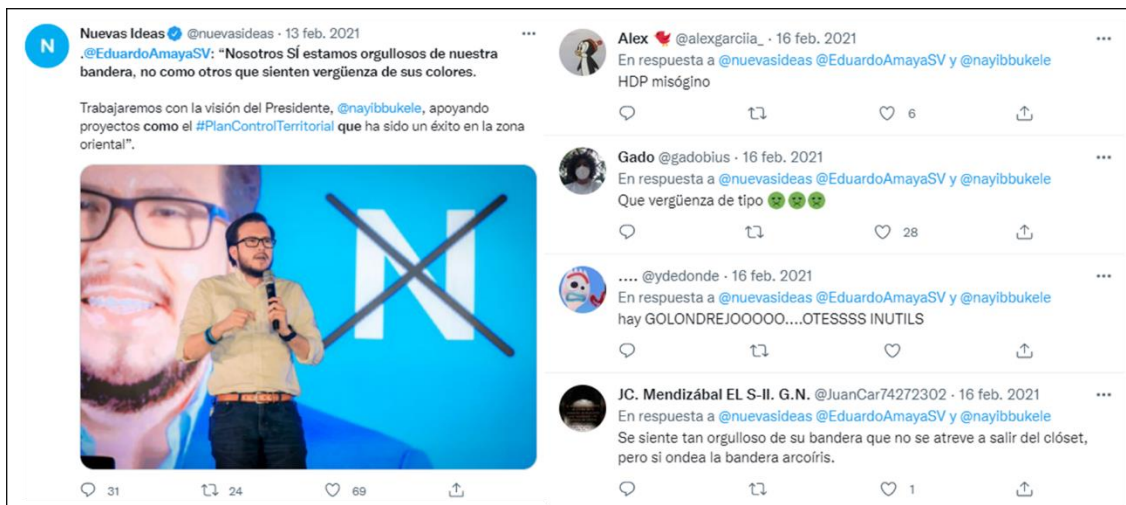 Nuevas Ideas @nuevasideas · 13 feb. 2021
.@EduardoAmayaSV: “Nosotros SÍ estamos orgullosos de nuestra
bandera, no como otros que sienten vergüenza de sus colores.
Trabajaremos con la visión del Presidente, @nayibbukele, apoyando
proyectos como el #PlanControlTerritorial que ha sido un éxito en la zona
oriental”.
N
N
31 24 69
Alex @alexgarciia_ · 16 feb. 2021
En respuesta a @nuevasideas @EduardoAmayaSV y @nayibbukele
HDP misógino
6
Gado @gadobius · 16 feb. 2021
En respuesta a @nuevasideas @EduardoAmayaSV y @nayibbukele
Que vergüenza de tipo
28
.... @ydedonde · 16 feb. 2021
En respuesta a @nuevasideas @EduardoAmayaSV y @nayibbukele
hay GOLONDREJOOOOO....OTESSSS INUTILS
JC. Mendizábal EL S-II. G.N. @JuanCar74272302 · 16 feb. 2021
En respuesta a @nuevasideas @EduardoAmayaSV y @nayibbukele
Se siente tan orgulloso de su bandera que no se atreve a salir del clóset,
pero si ondea la bandera arcoíris.
1